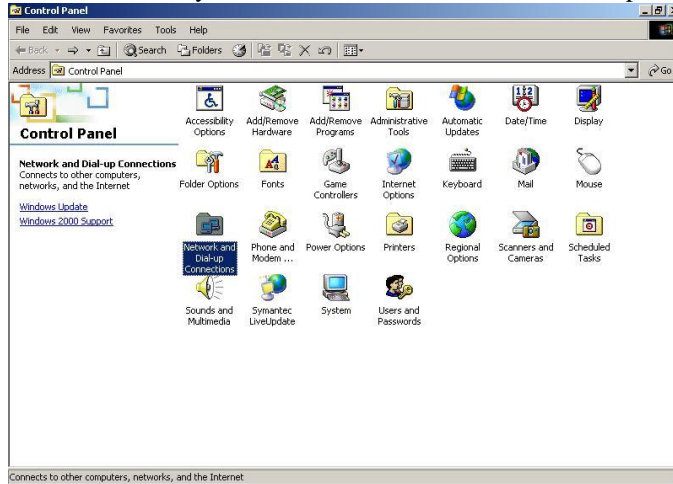 Control Panel
File Edit View Favorites Tools Help
Back Search Folders
Address Control Panel Go
Control Panel
Network and Dial-up Connections
Connects to other computers,
networks, and the Internet
Windows Update
Windows 2000 Support
Accessibility Options
Add/Remove Hardware
Add/Remove Programs
Administrative Tools
Automatic Updates
Date/Time
Display
Folder Options
Fonts
Game Controllers
Internet Options
Keyboard
Mail
Mouse
Network and Dial-up Connections
Phone and Modem ...
Power Options
Printers
Regional Options
Scanners and Cameras
Scheduled Tasks
Sounds and Multimedia
Symantec LiveUpdate
System
Users and Passwords
Connects to other computers, networks, and the Internet